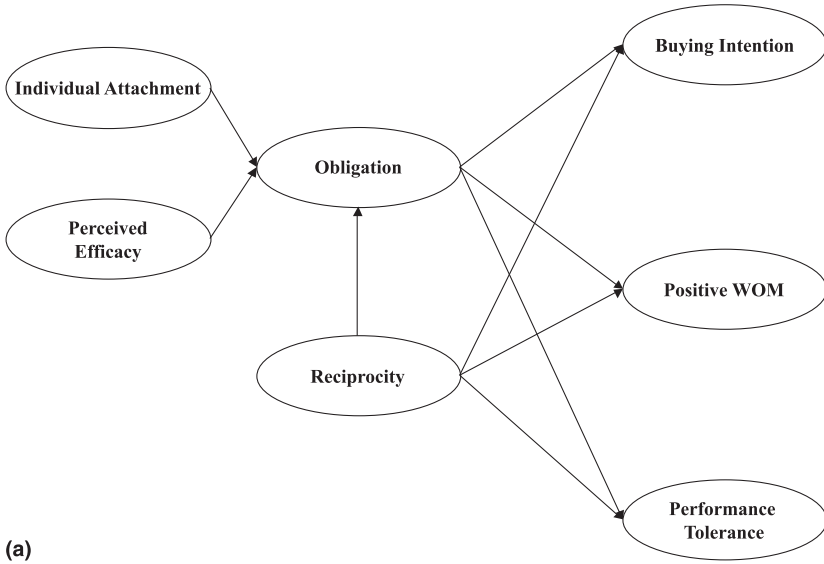 Individual Attachment
Perceived
Efficacy
Obligation
Reciprocity
Buying Intention
Positive WOM
Performance
Tolerance
(a)